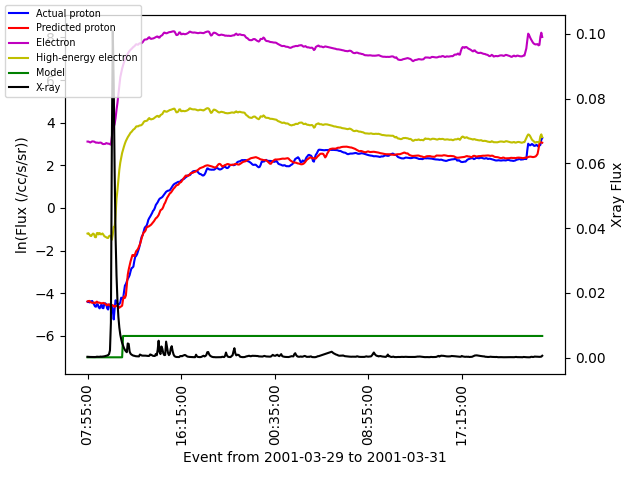 Actual proton
Predicted proton
Electron
High-energy electron
Model
X-ray
8
6
4
2
0
−2
−4
−6
ln(Flux (/cc/s/sr))
0.10
0.08
0.06
0.04
0.02
0.00
Xray Flux
07:55:00
16:15:00
00:35:00
08:55:00
17:15:00
Event from 2001-03-29 to 2001-03-31